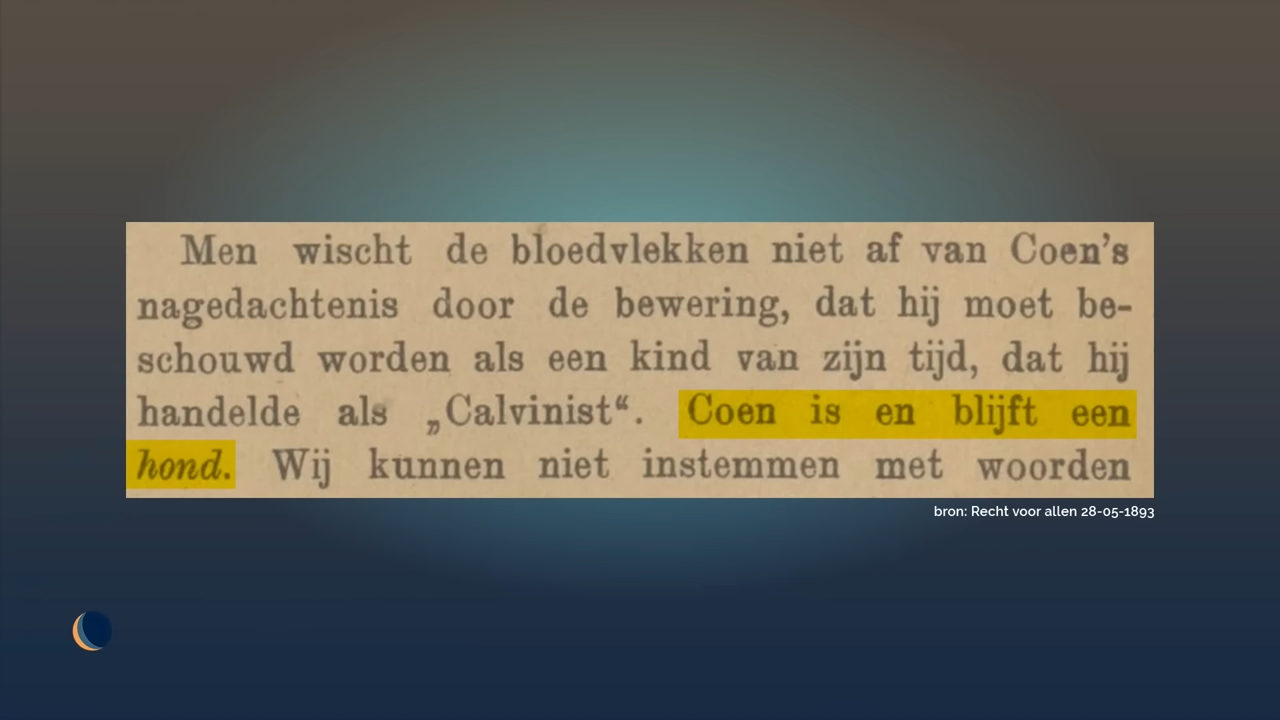 Men wischt de bloedvlekken niet af van Coen's
nagedachtenis door de bewering, dat hij moet be-
schouwd worden als een kind van zijn tijd, dat hij
handelde als „Calvinist“. Coen is en blijft een
hond. Wij kunnen niet instemmen met woorden
bron: Recht voor allen 28-05-1893